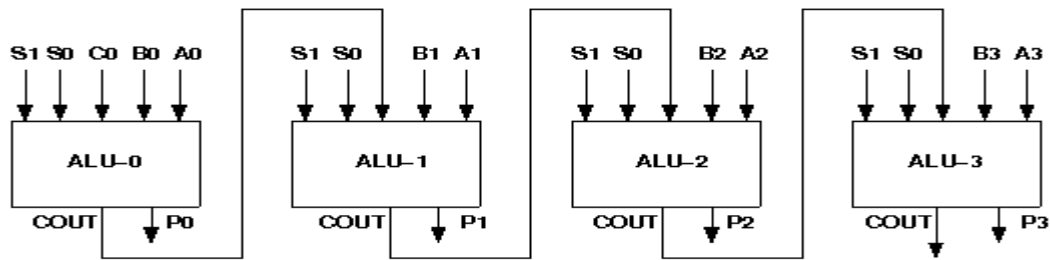 S1 S0 C0 B0 A0 S1 S0 B1 A1 S1 S0 B2 A2 S1 S0 B3 A3
ALU-0 ALU-1 ALU-2 ALU-3
COUT P0 COUT P1 COUT P2 COUT P3